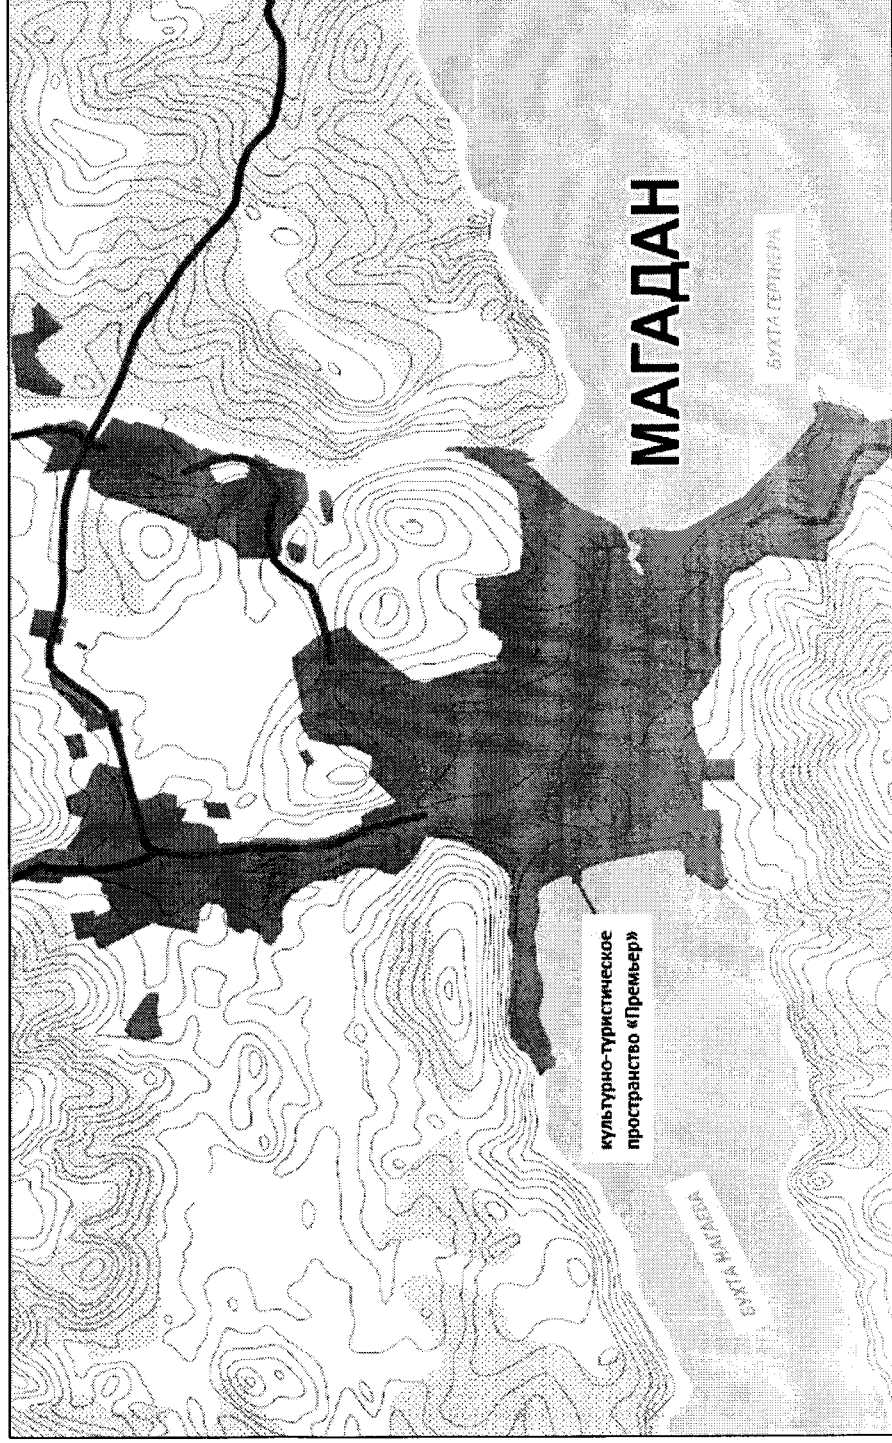 МАГАДАН
БУХТА ГЕРТНЕРА
культурно-туристическое
пространство «Премьер»
БУХТА НАГАЕВА